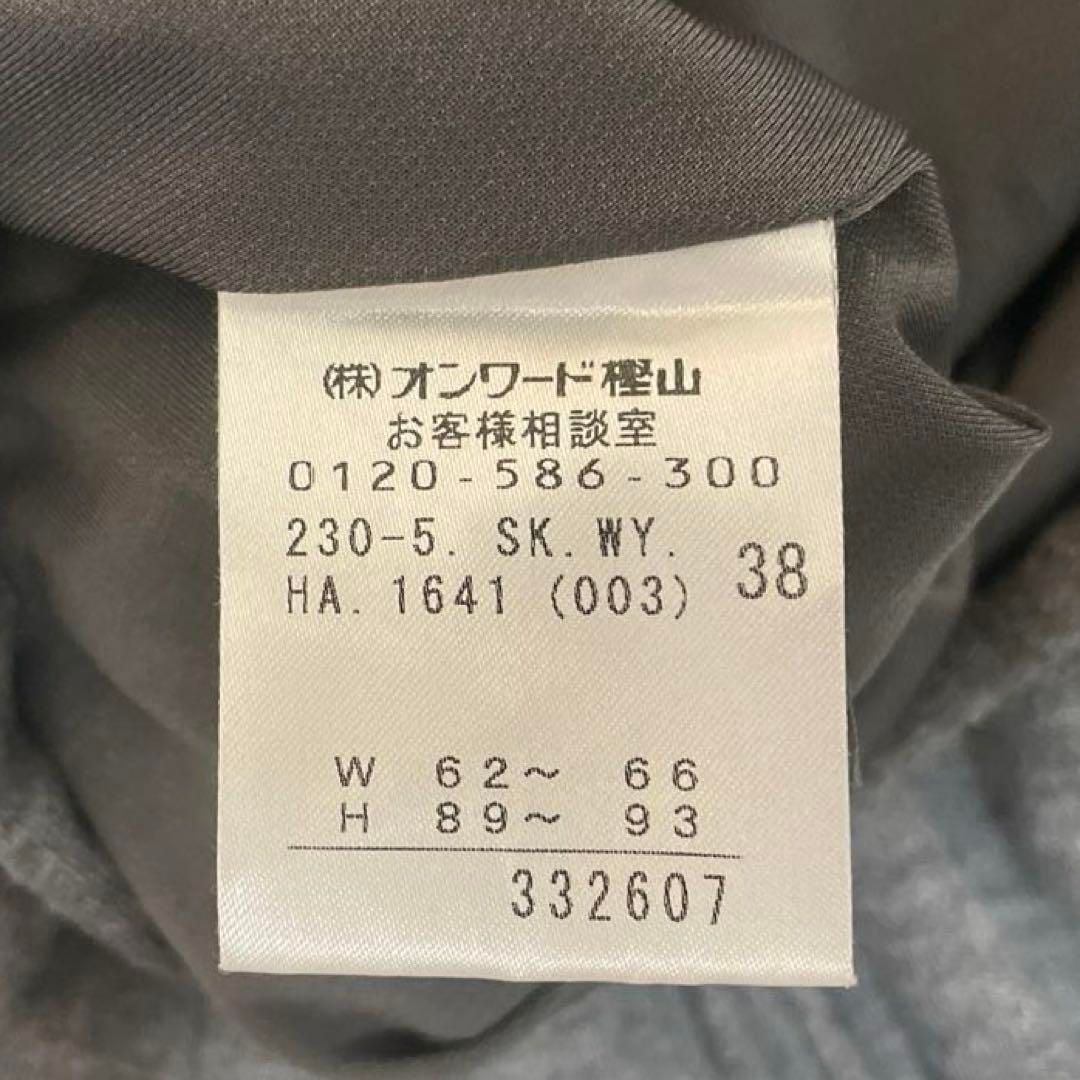 (株)オンワード樫山
お客様相談室
0120-586-300
230-5. SK. WY.
HA. 1641 (003) 38
W 62〜 66
H 89〜 93
332607